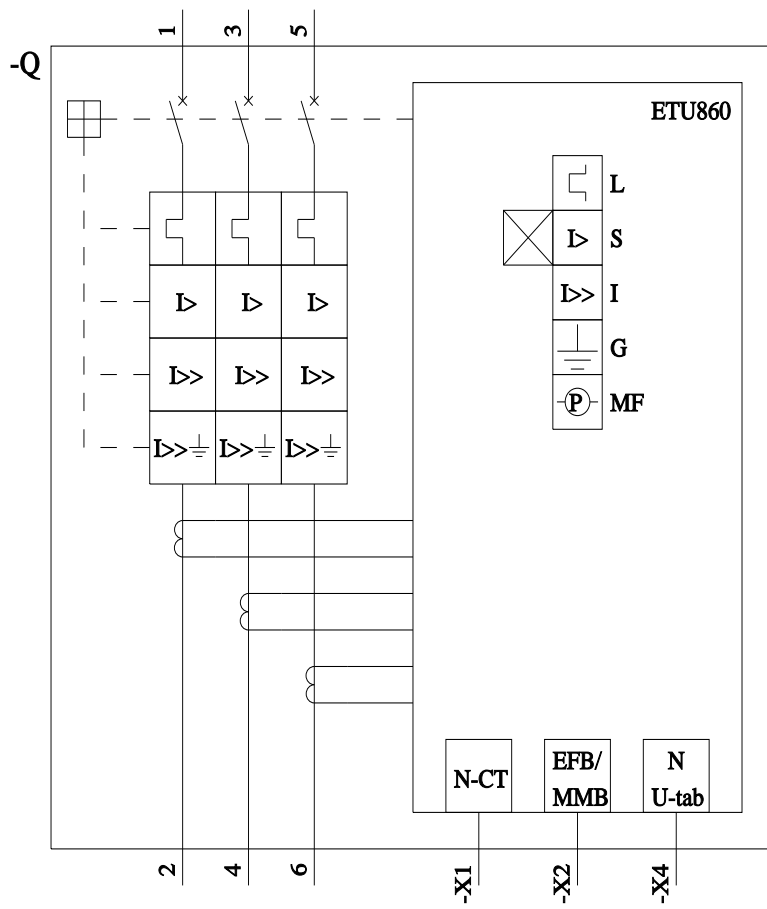 1 3 5
-Q
ETU860
L
I> S
I> I> I> I>> I
G
I>> I>> I>> P MF
I>> I>> I>>
N-CT
EFB/
MMB
N
U-tab
2 4 6 -X1 -X2 -X4